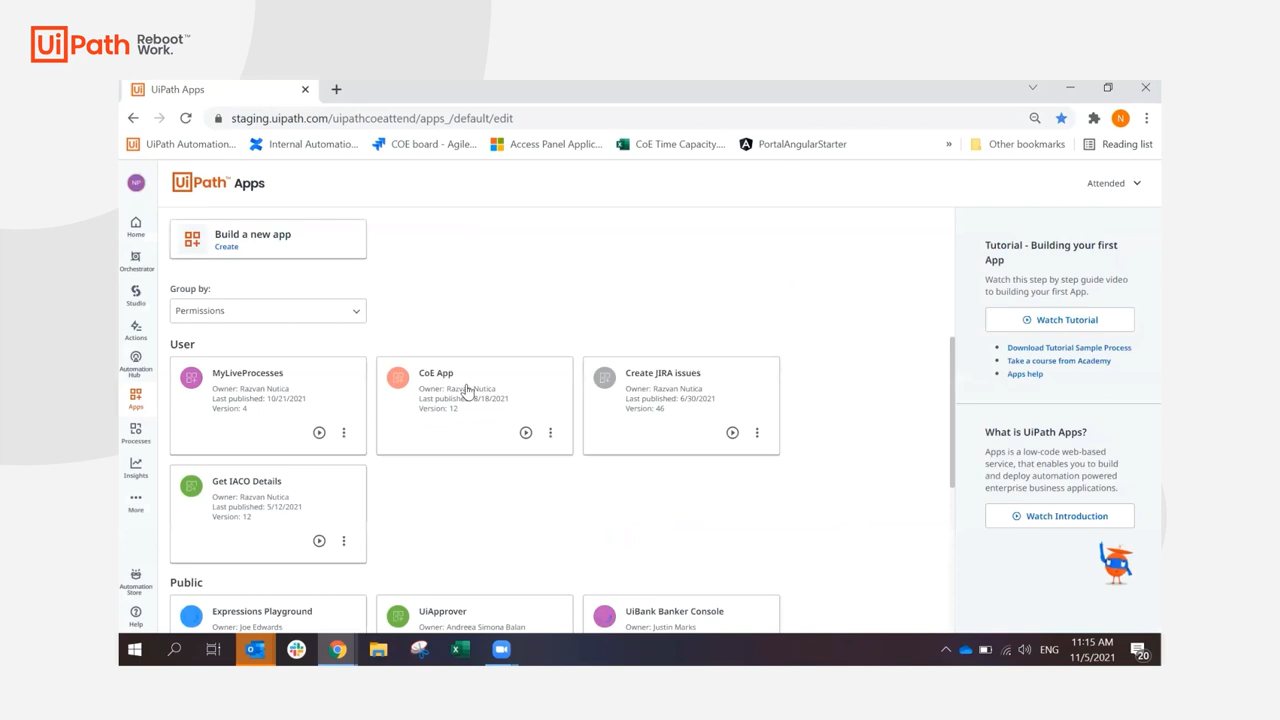 UiPath Reboot Work.™
UiPath Apps
staging.uipath.com/uipathcoeattend/apps_/default/edit
N
UiPath Automation...
Internal Automatio...
COE board - Agile...
Access Panel Applic...
CoE Time Capacity....
PortalAngularStarter
»
Other bookmarks
Reading list
NP
UiPath™ Apps
Attended
Home
Orchestrator
Studio
Actions
Automation Hub
Apps
Processes
Insights
More
Automation Store
Help
Build a new app
Create
Group by:
Permissions
User
MyLiveProcesses
Owner: Razvan Nutica
Last published: 10/21/2021
Version: 4
CoE App
Owner: Razvan Nutica
Last published: 8/18/2021
Version: 12
Create JIRA issues
Owner: Razvan Nutica
Last published: 6/30/2021
Version: 46
Get IACO Details
Owner: Razvan Nutica
Last published: 5/12/2021
Version: 12
Public
Expressions Playground
Owner: Joe Edwards
UiApprover
Owner: Andreea Simona Balan
UiBank Banker Console
Owner: Justin Marks
Tutorial - Building your first
App
Watch this step by step guide video
to building your first App.
Watch Tutorial
Download Tutorial Sample Process
Take a course from Academy
Apps help
What is UiPath Apps?
Apps is a low-code web-based
service, that enables you to build
and deploy automation powered
enterprise business applications.
Watch Introduction
ENG
11:15 AM
11/5/2021
20